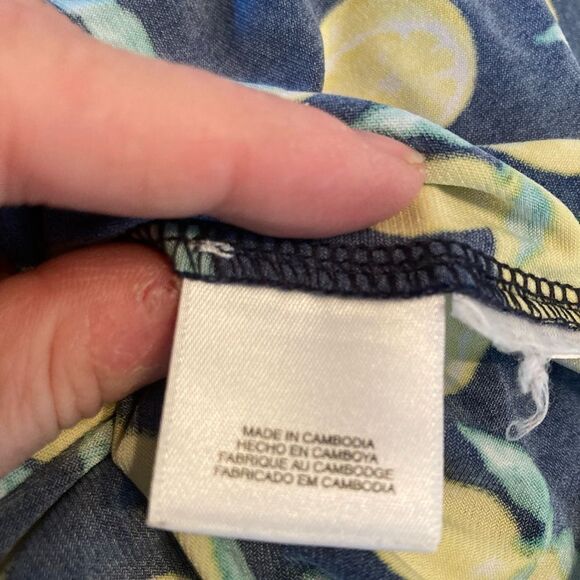 MADE IN CAMBODIA
HECHO EN CAMBOYA
FABRIQUE AU CAMBODGE
FABRICADO EM CAMBODIA